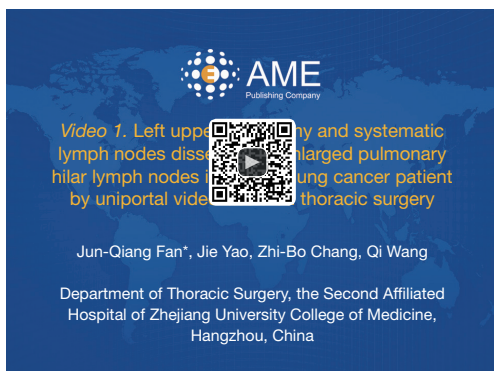 E AME
Publishing Company
Video 1. Left uppe ny and systematic
lymph nodes disse nlarged pulmonary
hilar lymph nodes i ung cancer patient
by uniportal vide thoracic surgery
Jun-Qiang Fan*, Jie Yao, Zhi-Bo Chang, Qi Wang
Department of Thoracic Surgery, the Second Affiliated
Hospital of Zhejiang University College of Medicine,
Hangzhou, China